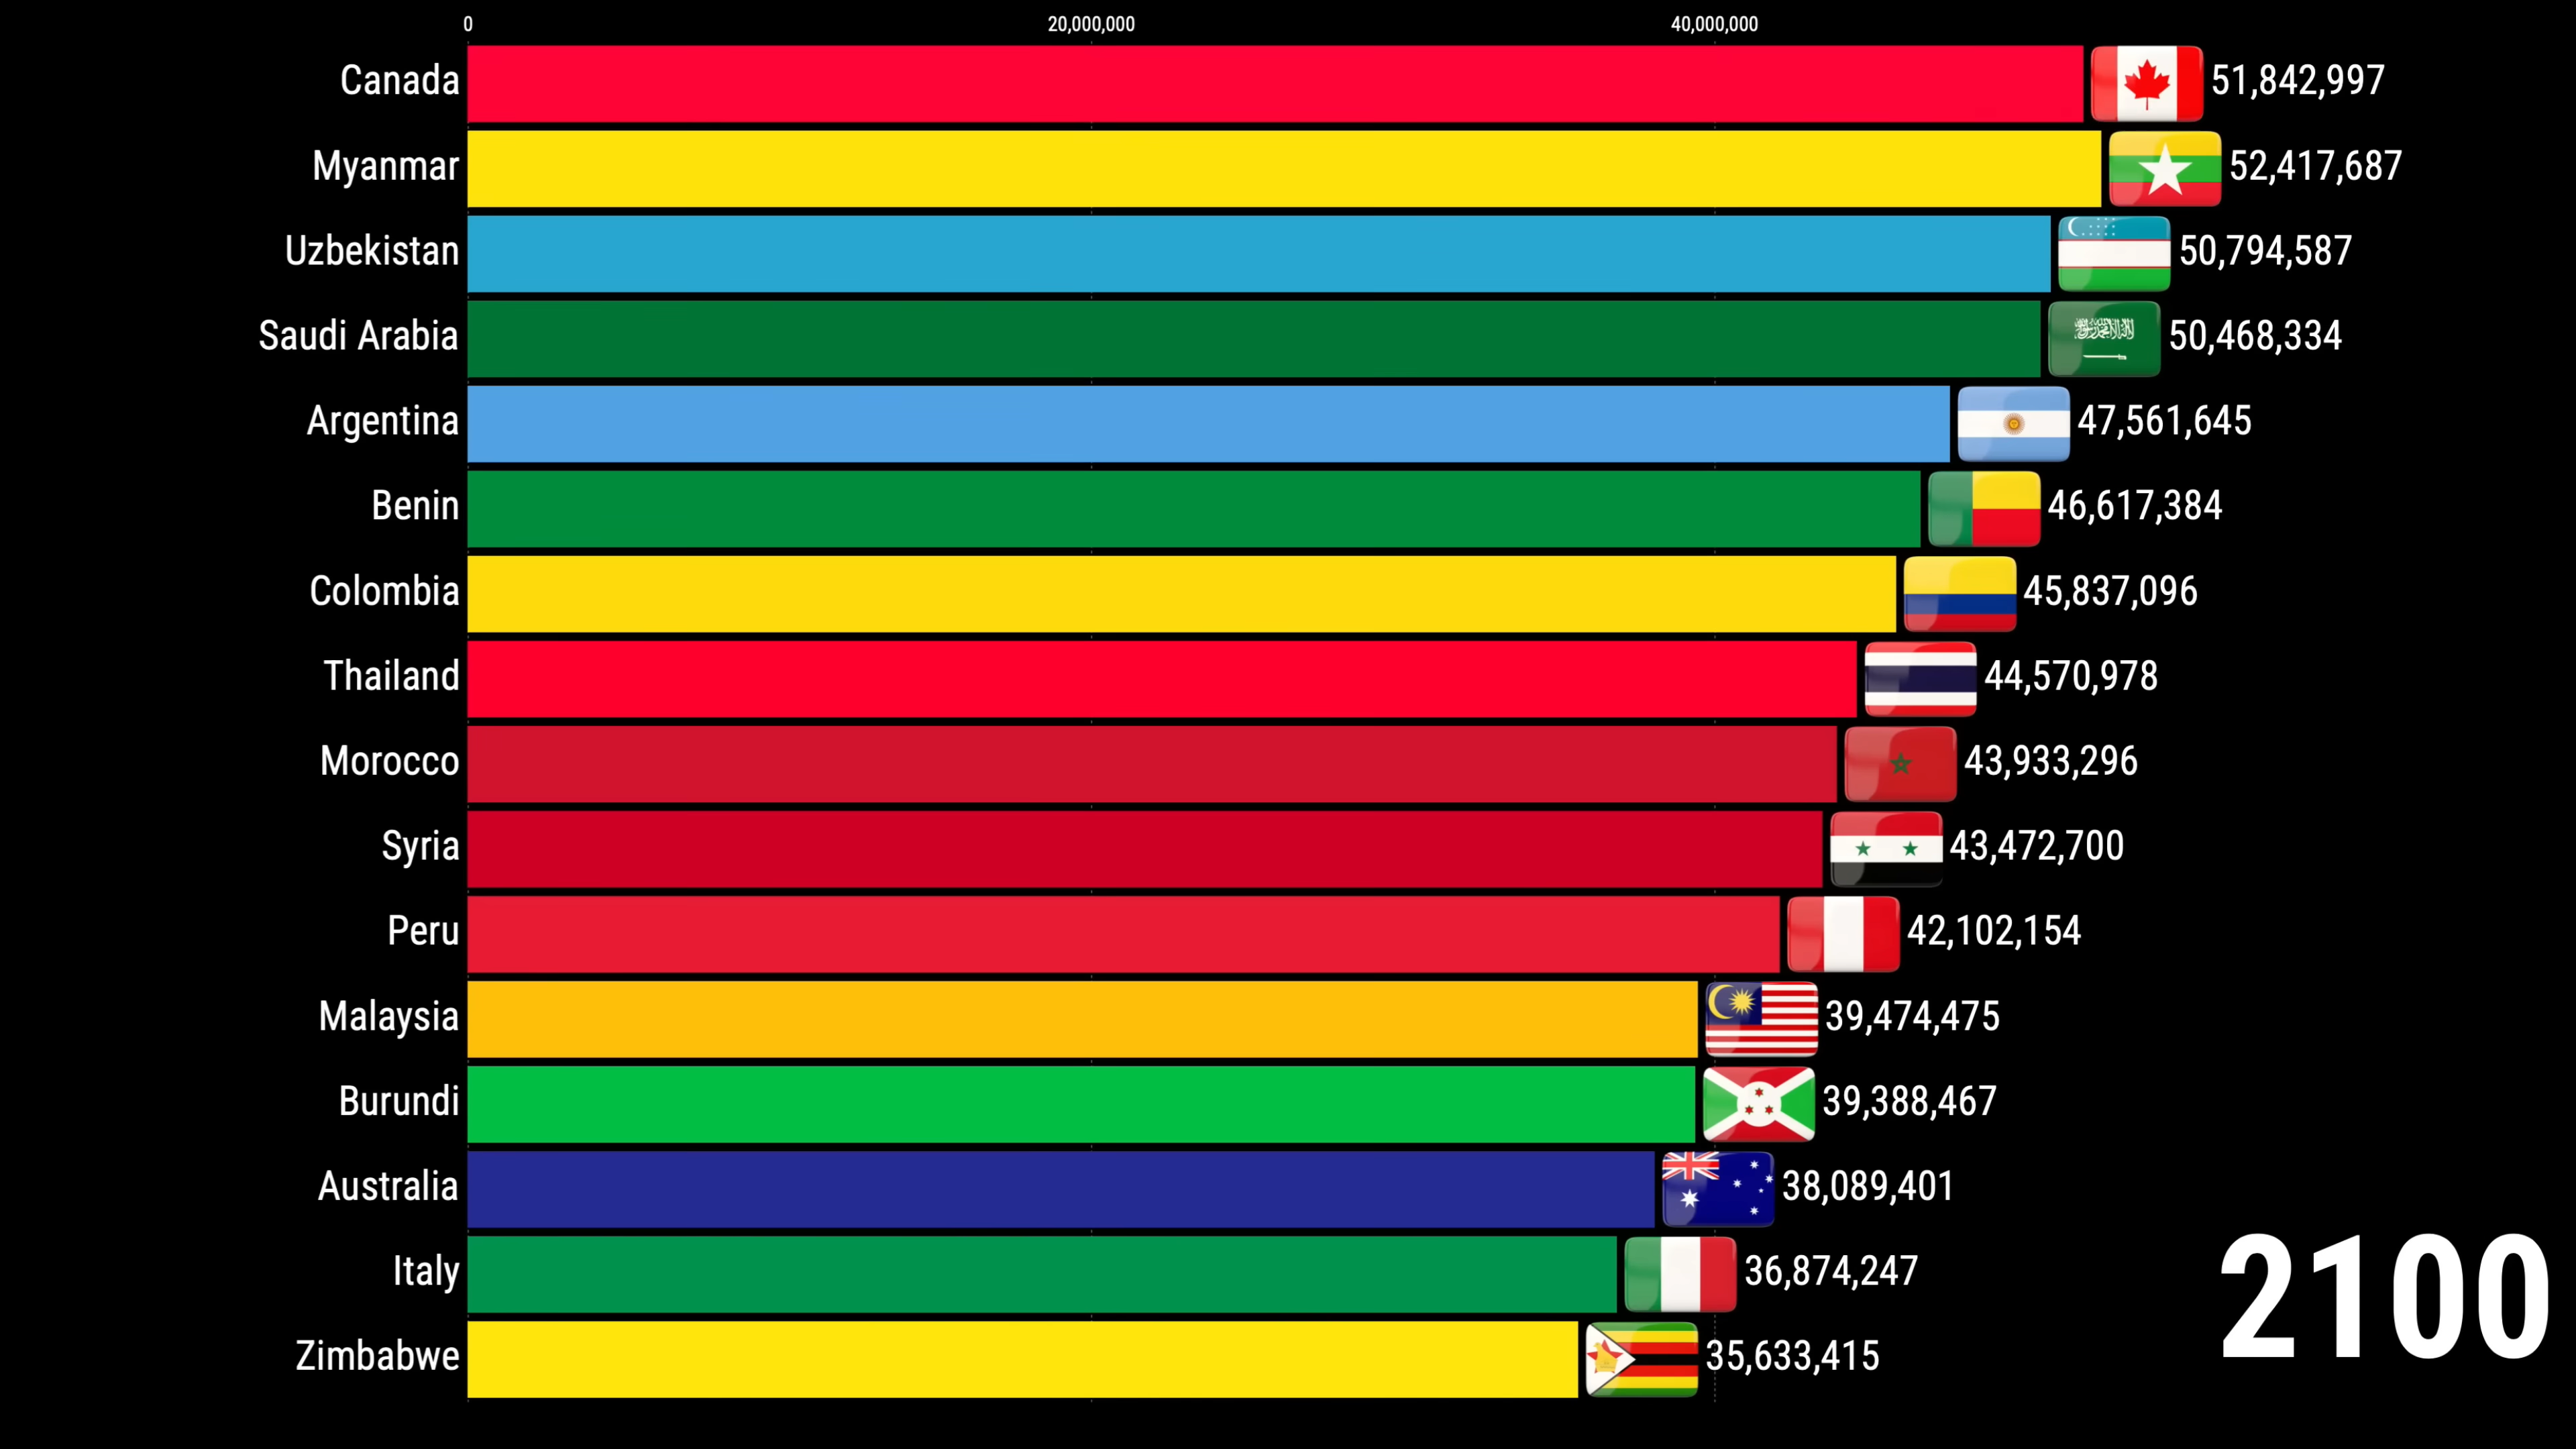 0 20,000,000 40,000,000
Canada 51,842,997
Myanmar 52,417,687
Uzbekistan 50,794,587
Saudi Arabia 50,468,334
Argentina 47,561,645
Benin 46,617,384
Colombia 45,837,096
Thailand 44,570,978
Morocco 43,933,296
Syria 43,472,700
Peru 42,102,154
Malaysia 39,474,475
Burundi 39,388,467
Australia 38,089,401
Italy 36,874,247
Zimbabwe 35,633,415
2100